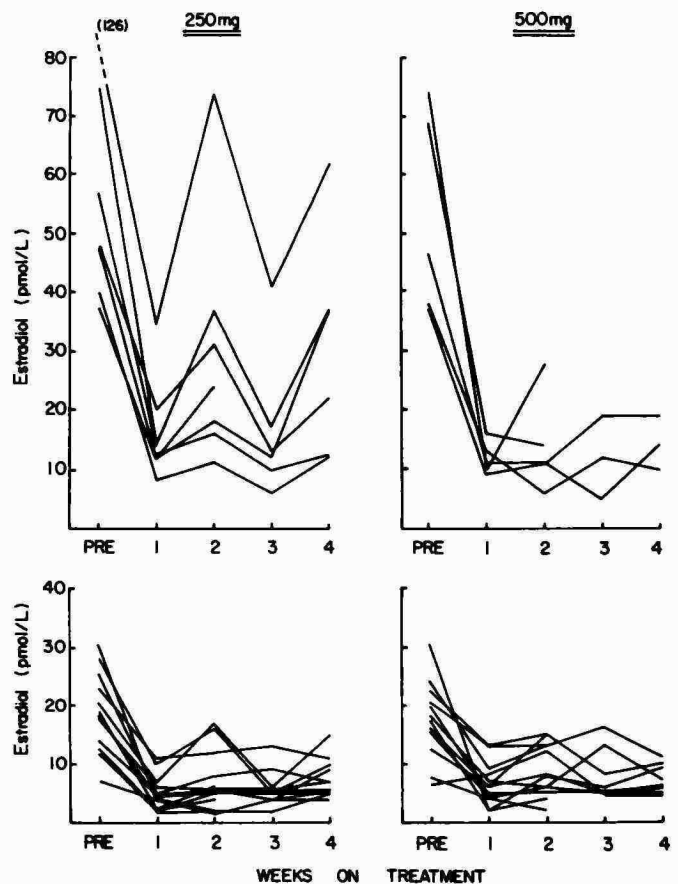 250mg
500mg
(126)
Estradiol (pmol/L)
80
70
60
50
40
30
20
10
PRE 1 2 3 4
PRE 1 2 3 4
Estradiol (pmol/L)
40
30
20
10
PRE 1 2 3 4
PRE 1 2 3 4
WEEKS ON TREATMENT